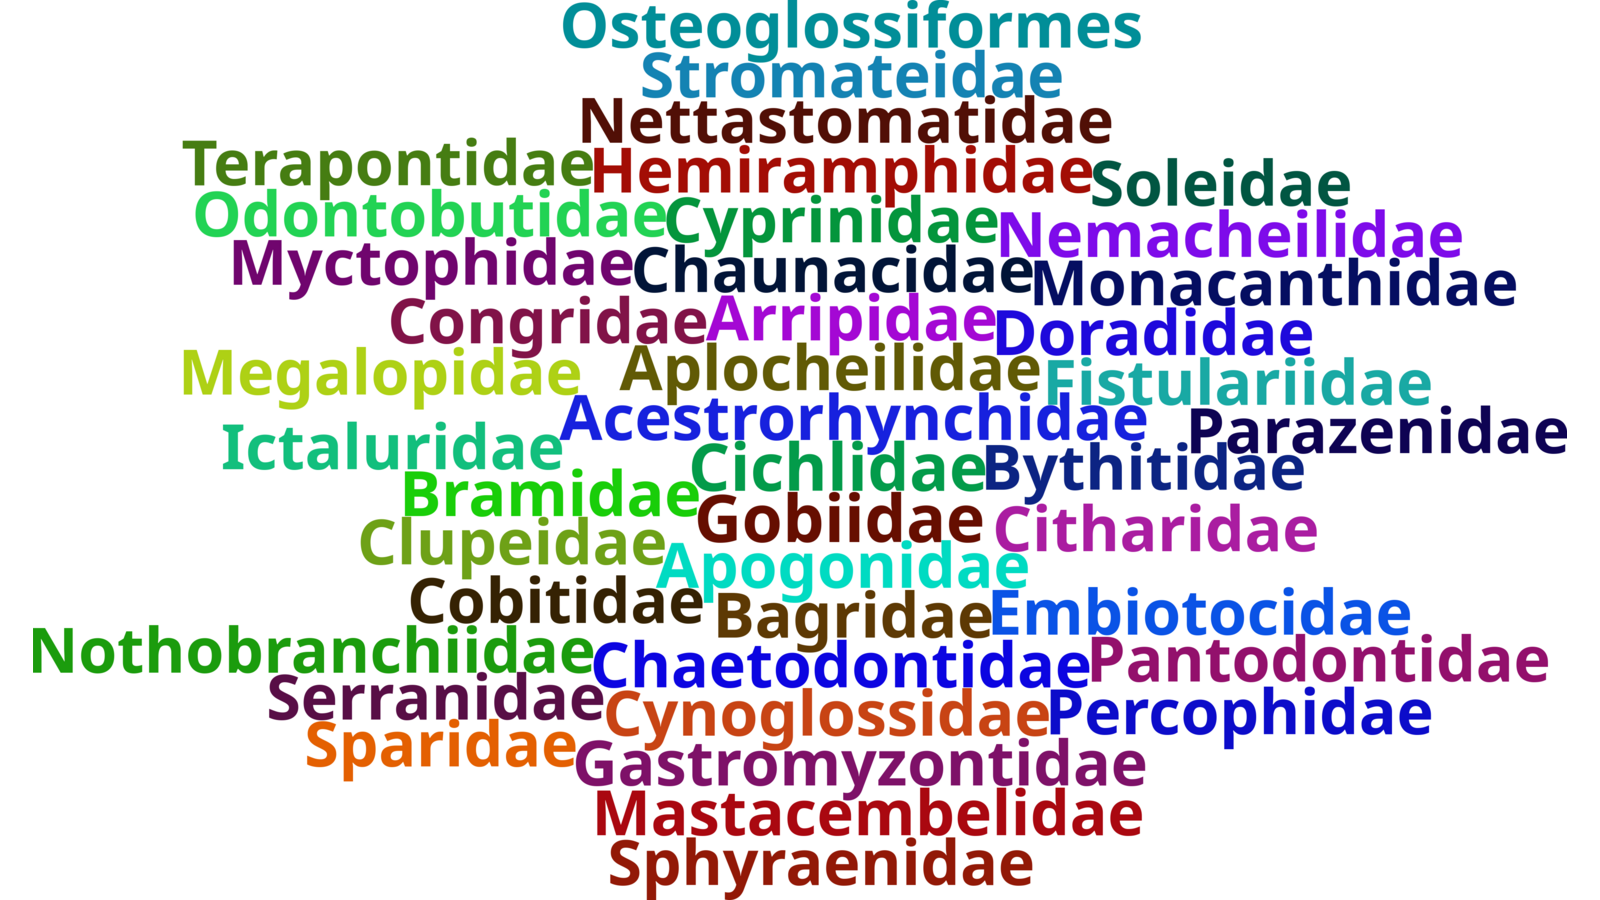 Osteoglossiformes
Stromateidae
Nettastomatidae
Terapontidae Hemiramphidae Soleidae
Odontobutidae Cyprinidae Nemacheilidae
Myctophidae Chaunacidae Monacanthidae
Congridae Arripidae Doradidae
Megalopidae Aplocheilidae Fistulariidae
Acestrorhynchidae Parazenidae
Ictaluridae Cichlidae Bythitidae
Bramidae Gobiidae Citharidae
Clupeidae Apogonidae
Cobitidae Bagridae Embiotocidae
Nothobranchiidae Chaetodontidae Pantodontidae
Serranidae Cynoglossidae Percophidae
Sparidae Gastromyzontidae
Mastacembelidae
Sphyraenidae